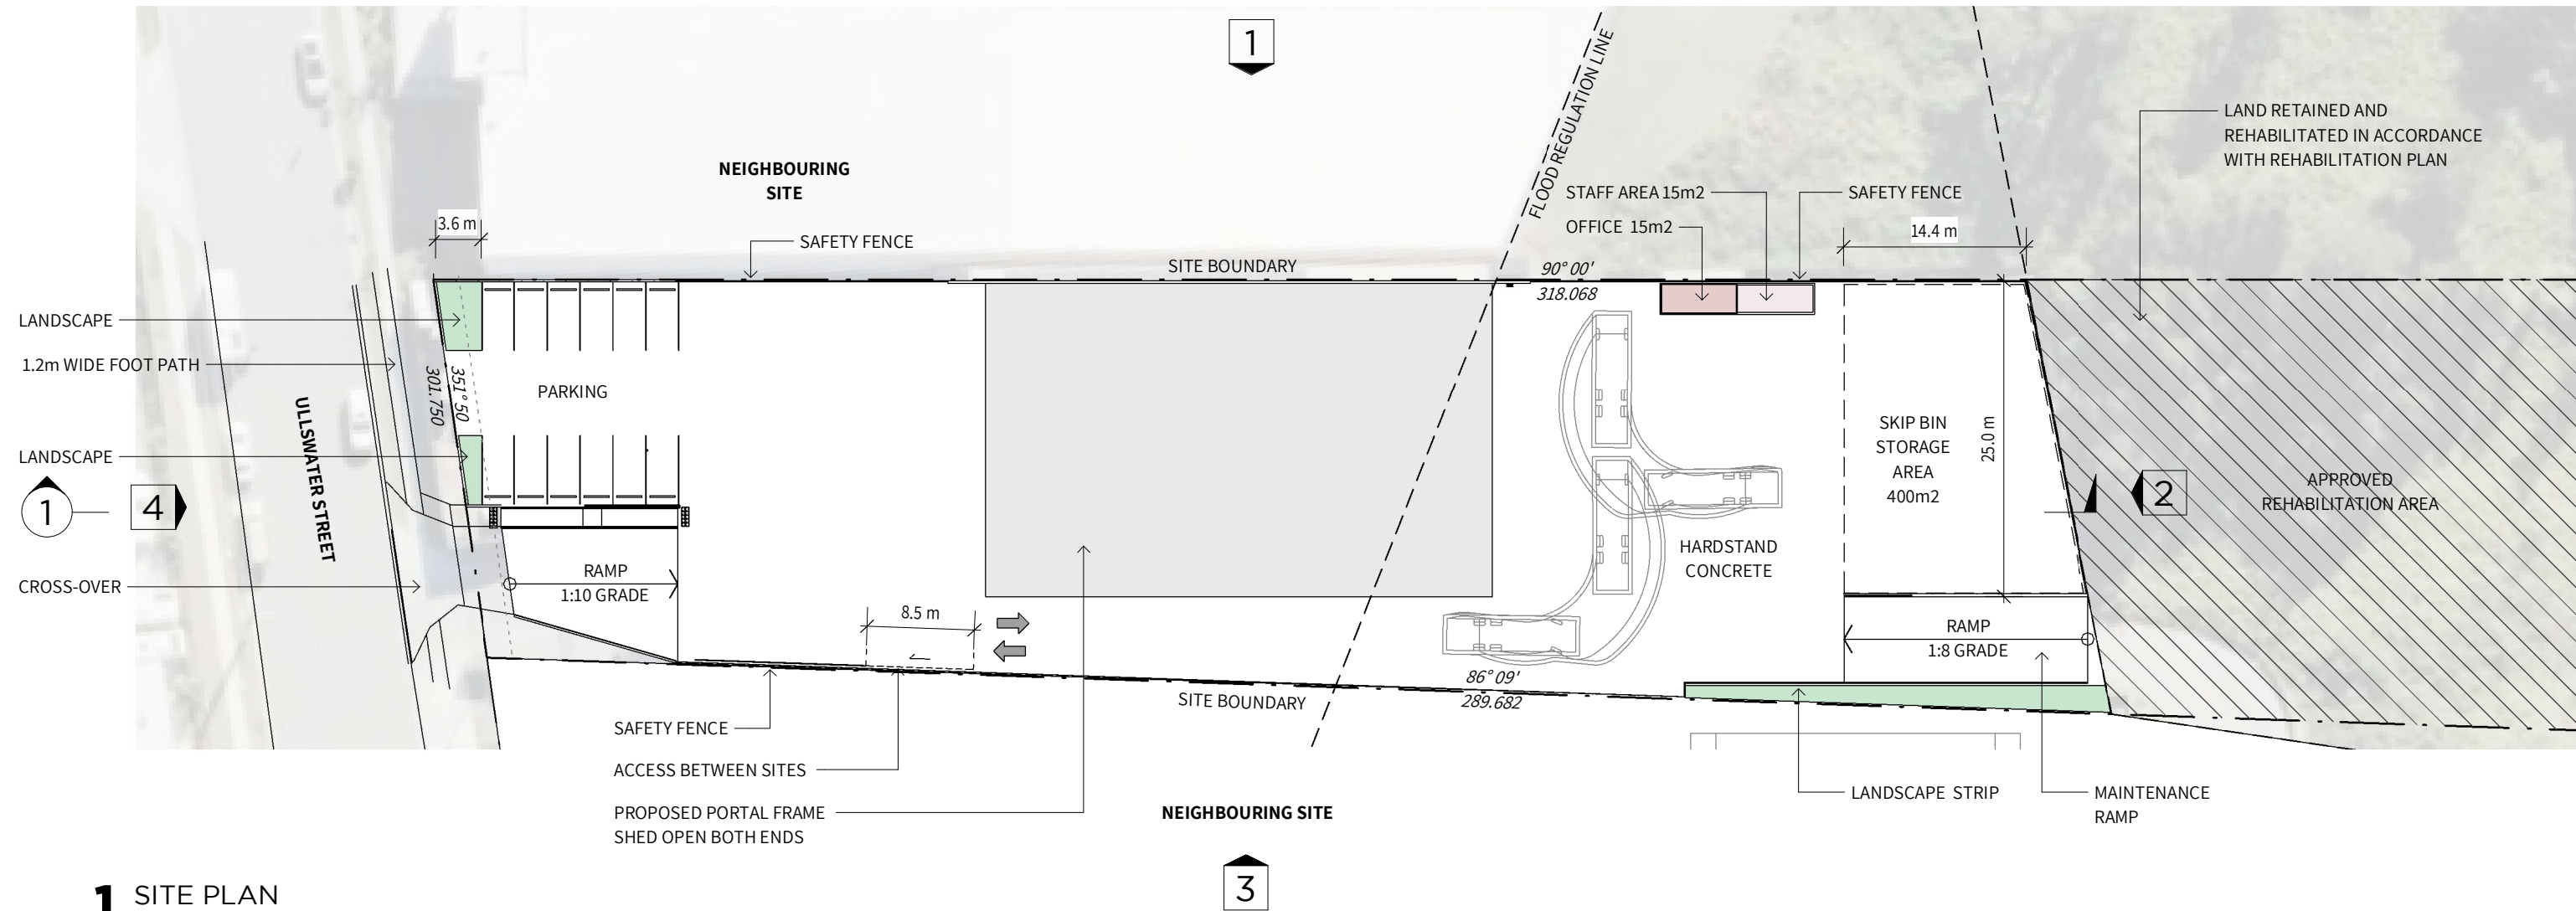 1
FLOOD REGULATION LINE
LAND RETAINED AND
REHABILITATED IN ACCORDANCE
WITH REHABILITATION PLAN
NEIGHBOURING
SITE
STAFF AREA 15m2
SAFETY FENCE
OFFICE 15m2
3.6 m
14.4 m
SAFETY FENCE
SITE BOUNDARY
90° 00'
318.068
LANDSCAPE
1.2m WIDE FOOT PATH
351° 50
301.750
PARKING
ULLSWATER STREET
SKIP BIN
STORAGE
AREA
400m2
25.0 m
LANDSCAPE
1
4
2
APPROVED
REHABILITATION AREA
HARDSTAND
CONCRETE
CROSS-OVER
RAMP
1:10 GRADE
8.5 m
RAMP
1:8 GRADE
86° 09'
289.682
SITE BOUNDARY
SAFETY FENCE
ACCESS BETWEEN SITES
PROPOSED PORTAL FRAME
SHED OPEN BOTH ENDS
NEIGHBOURING SITE
LANDSCAPE STRIP
MAINTENANCE
RAMP
3
1 SITE PLAN